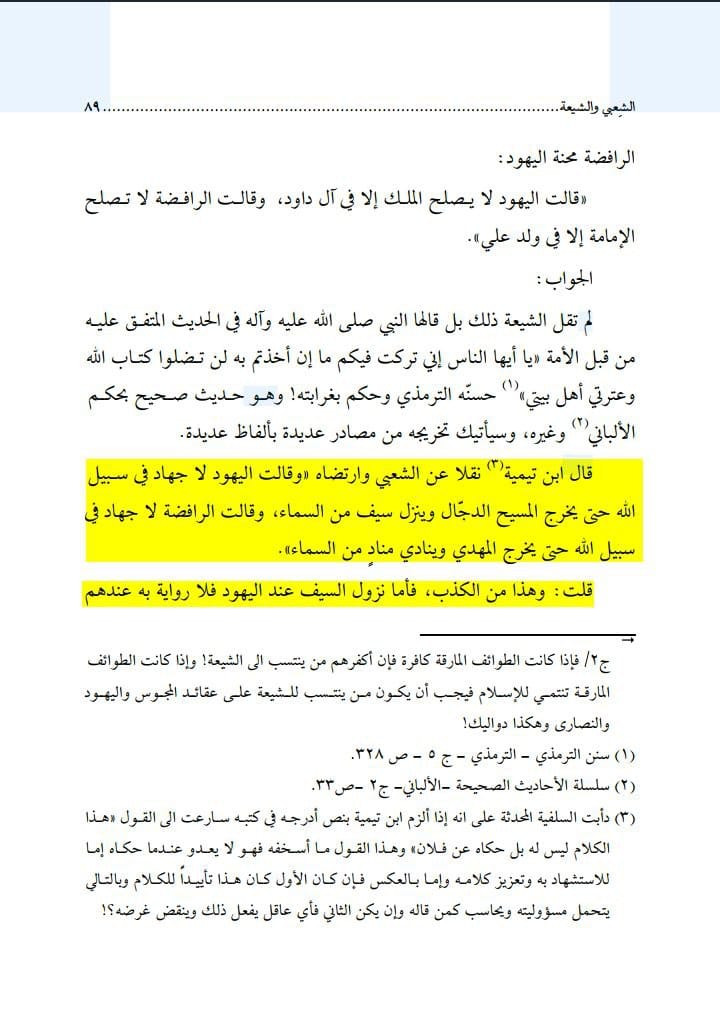 الشعبي والشيعة.................................................................................................... ٨٩
الرافضة محنة اليهود:
«قالت اليهود لا يصلح الملك إلا في آل داود، وقالت الرافضة لا تصلح
الإمامة إلا في ولد علي».
الجواب:
لم تقل الشيعة ذلك بل قالها النبي صلى الله عليه وآله في الحديث المتفق عليه
من قبل الأمة «يا أيها الناس إني تركت فيكم ما إن أخذتم به لن تضلوا كتاب الله
وعترتي أهل بيتي»(١) حسنّه الترمذي وحكم بغرابته! وهو حديث صحيح بحكم
الألباني(٢) وغيره، وسيأتيك تخريجه من مصادر عديدة بألفاظ عديدة.
قال ابن تيمية(٣) نقلا عن الشعبي وارتضاه «وقالت اليهود لا جهاد في سبيل
الله حتى يخرج المسيح الدجّال وينزل سيف من السماء، وقالت الرافضة لا جهاد في
سبيل الله حتى يخرج المهدي وينادي منادٍ من السماء».
قلت: وهذا من الكذب، فأما نزول السيف عند اليهود فلا رواية به عندهم
→
ج٢/ فإذا كانت الطوائف المارقة كافرة فإن أكفرهم من ينتسب الى الشيعة! وإذا كانت الطوائف
المارقة تنتمي للإسلام فيجب أن يكون من ينتسب للشيعة على عقائد المجوس واليهود
والنصارى وهكذا دواليك!
(١) سنن الترمذي – الترمذي – ج ٥ – ص ٣٢٨.
(٢) سلسلة الأحاديث الصحيحة –الألباني– ج٢ –ص٣٣.
(٣) دأبت السلفية المحدثة على انه إذا ألزم ابن تيمية بنص أدرجه في كتبه سارعت الى القول «هذا
الكلام ليس له بل حكاه عن فلان» وهذا القول ما أسخفه فهو لا يعدو عندما حكاه إما
للاستشهاد به وتعزيز كلامه وإما بالعكس فإن كان الأول كان هذا تأييداً للكلام وبالتالي
يتحمل مسؤوليته ويحاسب كمن قاله وإن يكن الثاني فأي عاقل يفعل ذلك وينقض غرضه؟!